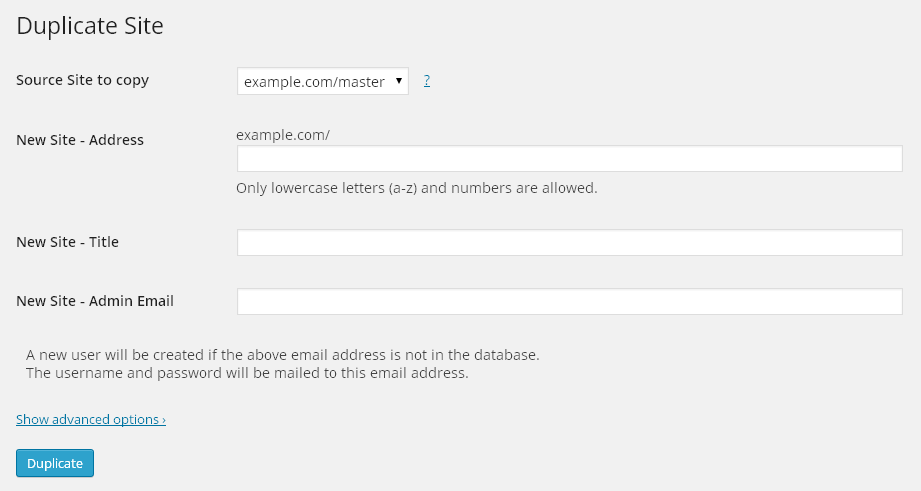 Duplicate Site
Source Site to copy
example.com/master ▼ ?
New Site - Address
example.com/
Only lowercase letters (a-z) and numbers are allowed.
New Site - Title
New Site - Admin Email
A new user will be created if the above email address is not in the database.
The username and password will be mailed to this email address.
Show advanced options ›
Duplicate